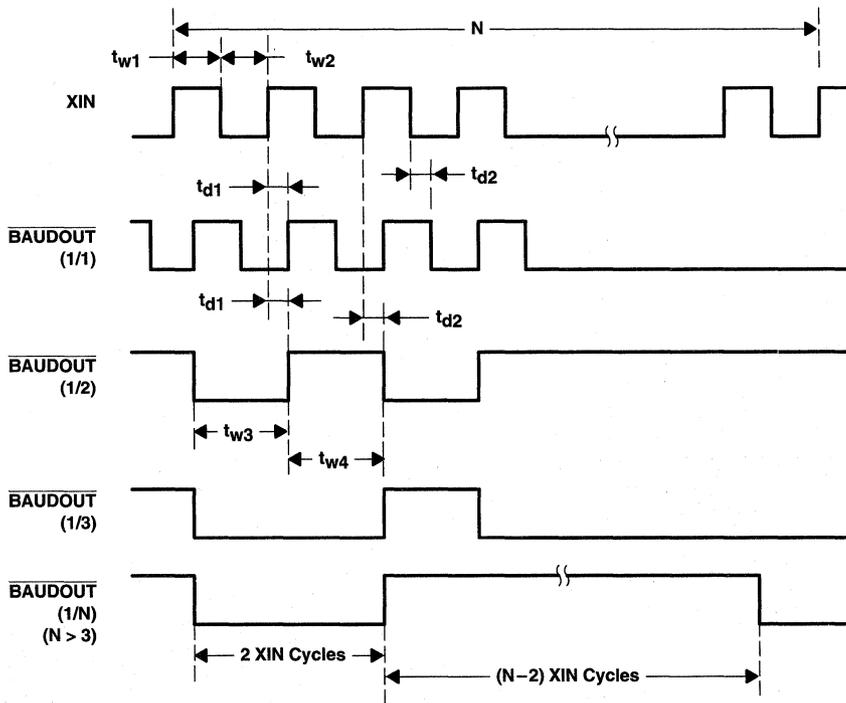 N
tw1
tw2
XIN
td1
td2
BAUDOUT
(1/1)
td1
td2
BAUDOUT
(1/2)
tw3
tw4
BAUDOUT
(1/3)
BAUDOUT
(1/N)
(N > 3)
2 XIN Cycles
(N−2) XIN Cycles